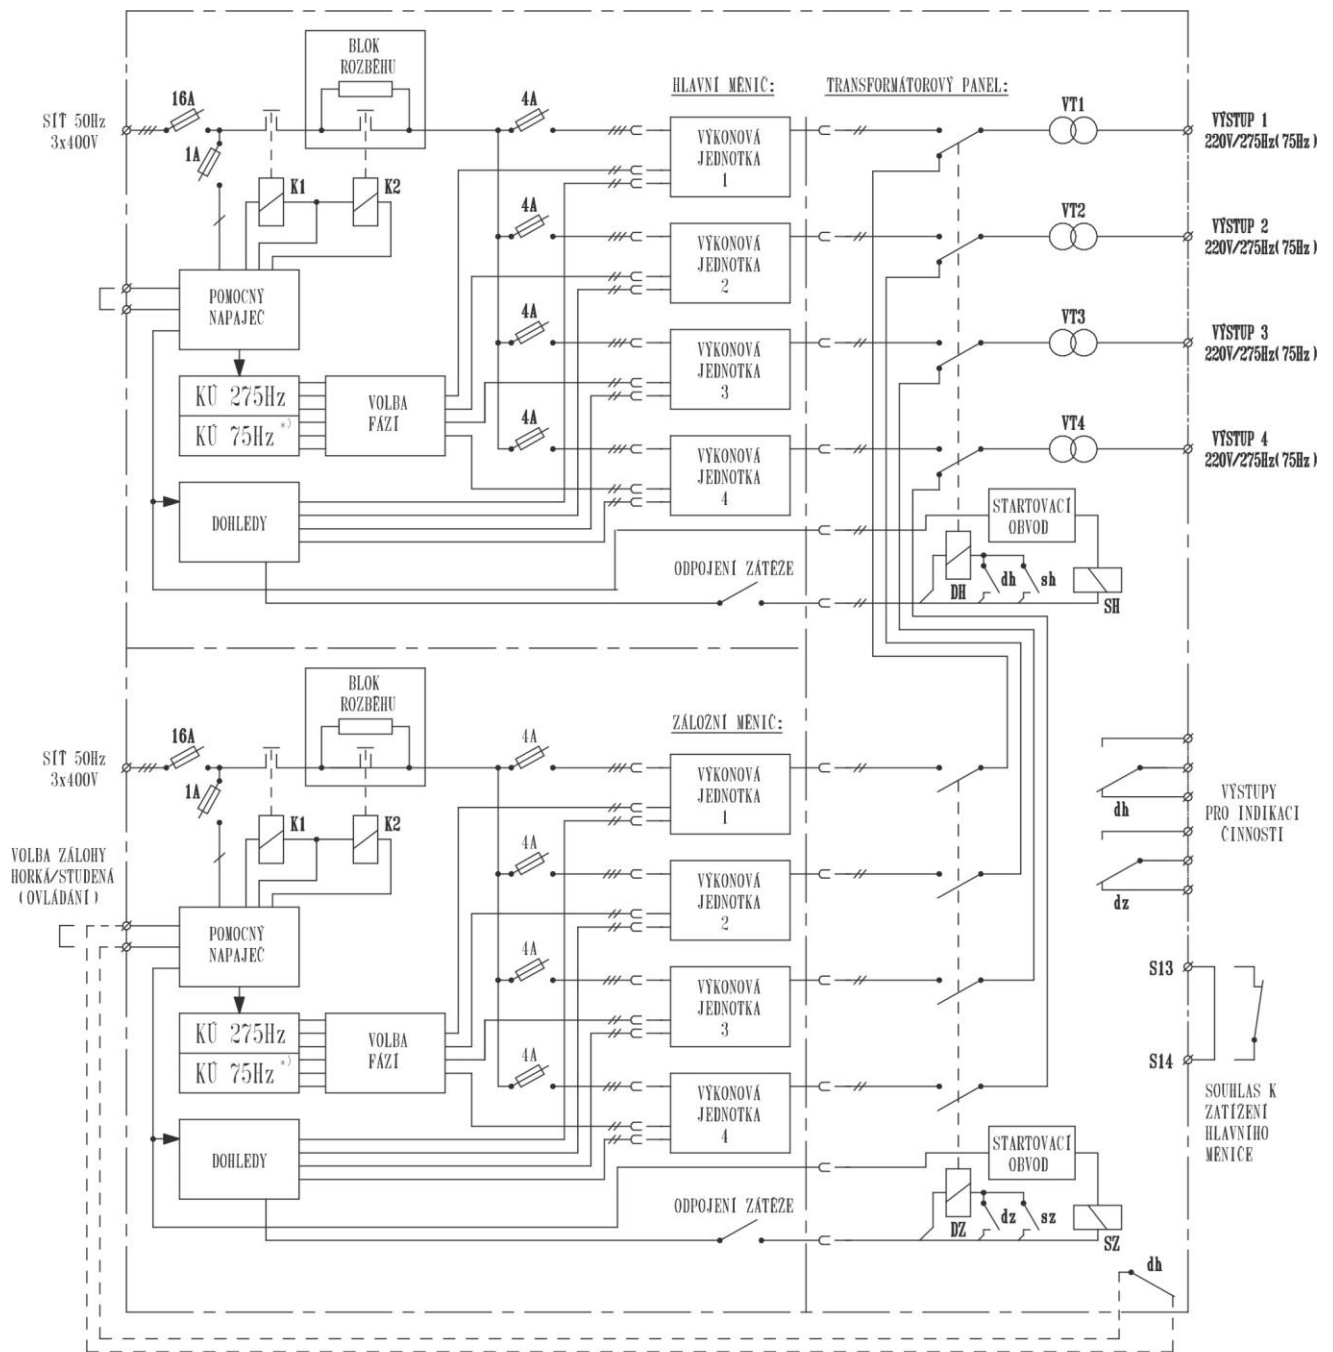 BLOK
ROZBĚHU
16A
4A
HLAVNÍ MĚNIČ:
TRANSFORMÁTOROVÝ PANEL:
VT1
SÍŤ 50Hz
3x400V
1A
K1
K2
VÝKONOVÁ
JEDNOTKA
1
VÝSTUP 1
220V/275Hz(75Hz)
4A
VÝKONOVÁ
JEDNOTKA
2
VT2
VÝSTUP 2
220V/275Hz(75Hz)
POMOCNÝ
NAPAJEČ
4A
VÝKONOVÁ
JEDNOTKA
3
VT3
VÝSTUP 3
220V/275Hz(75Hz)
KÚ 275Hz
KÚ 75Hz *)
VOLBA
FÁZÍ
4A
VÝKONOVÁ
JEDNOTKA
4
VT4
VÝSTUP 4
220V/275Hz(75Hz)
DOHLEDY
STARTOVACÍ
OBVOD
ODPOJENÍ ZÁTĚŽE
DH
dh
sh
SH
BLOK
ROZBĚHU
16A
4A
ZÁLOŽNÍ MĚNIČ:
SÍŤ 50Hz
3x400V
1A
K1
K2
VÝKONOVÁ
JEDNOTKA
1
dh
VÝSTUPY
PRO INDIKACI
ČINNOSTI
VOLBA ZÁLOHY
HORKÁ/STUDENÁ
(OVLÁDÁNÍ)
4A
VÝKONOVÁ
JEDNOTKA
2
dz
POMOCNÝ
NAPAJEČ
4A
VÝKONOVÁ
JEDNOTKA
3
S13
KÚ 275Hz
KÚ 75Hz *)
VOLBA
FÁZÍ
4A
VÝKONOVÁ
JEDNOTKA
4
S14
SOUHLAS K
ZATÍŽENÍ
HLAVNÍHO
MĚNIČE
DOHLEDY
STARTOVACÍ
OBVOD
ODPOJENÍ ZÁTĚŽE
DZ
dz
sz
SZ
dh